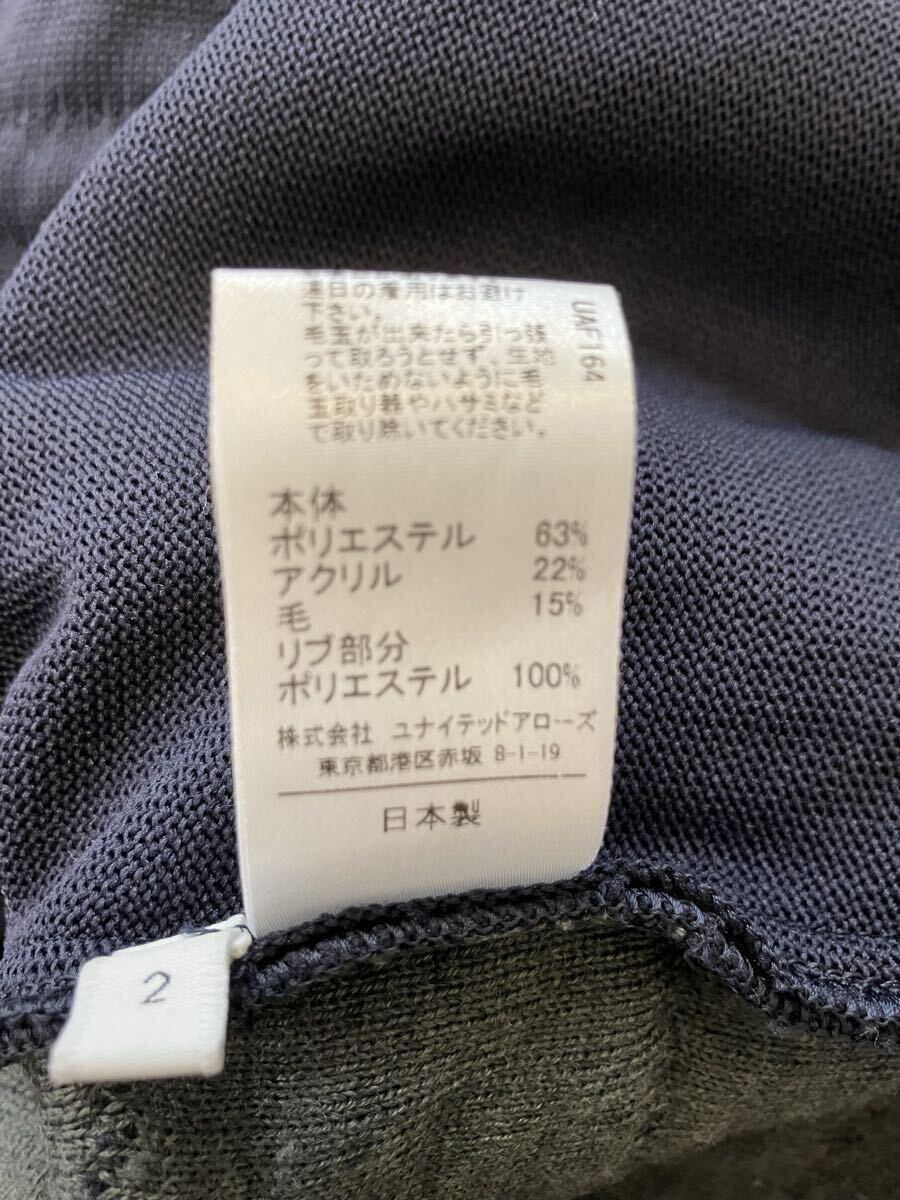 連日の着用はお避け
下さい。
毛玉が出来たら引っ張
って取ろうとせず、生地
をいためないように毛
玉取り器やハサミなど
で取り除いてください。
UAF164
本体
ポリエステル 63%
アクリル 22%
毛 15%
リブ部分
ポリエステル 100%
株式会社 ユナイテッドアローズ
東京都港区赤坂 8-1-19
日本製
2